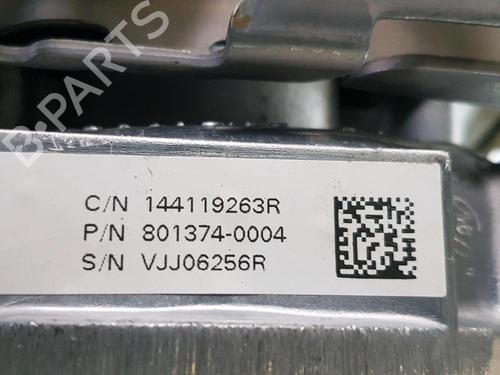 B-PARTS
C/N 144119263R
P/N 801374-0004
S/N VJJ06256R